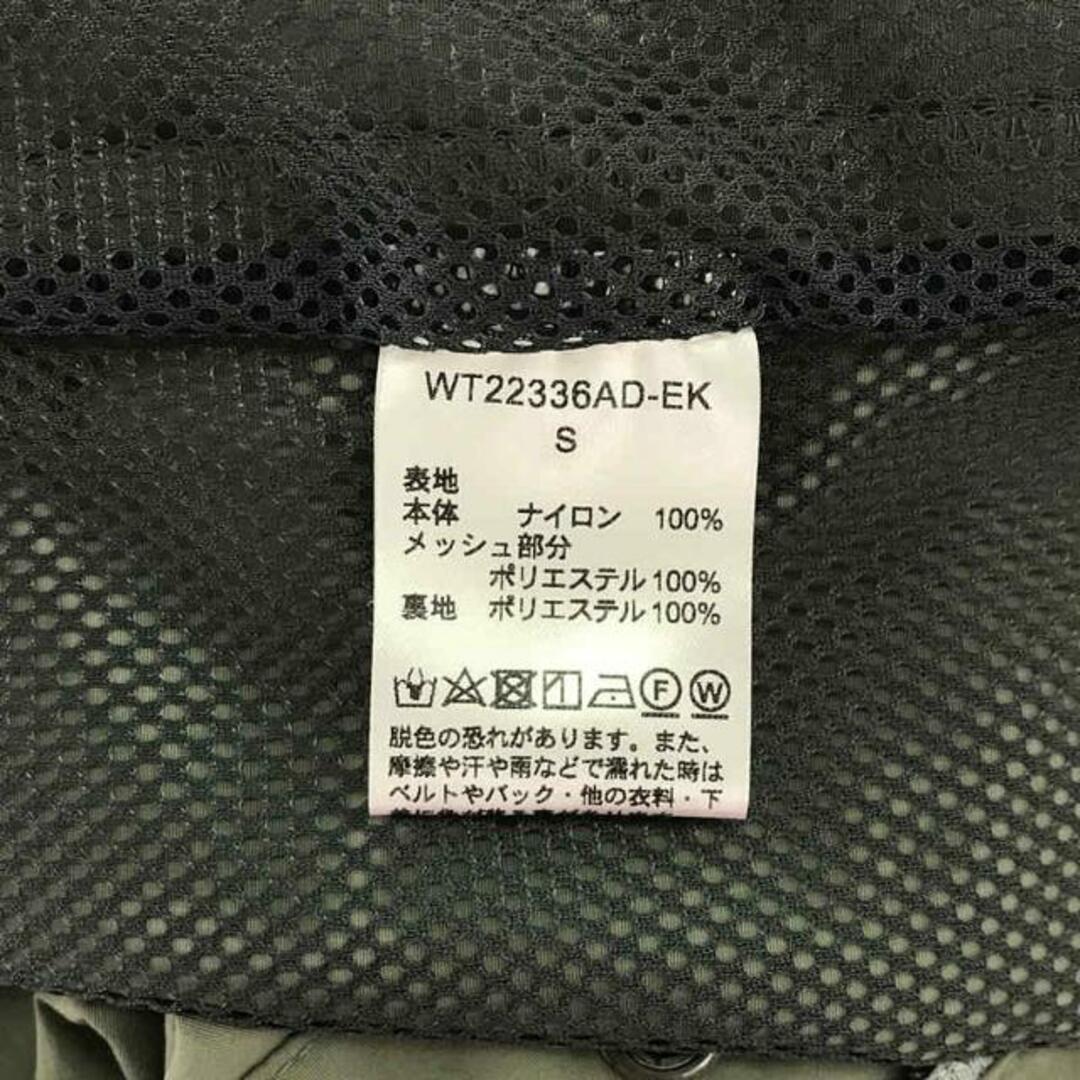 WT22336AD-EK
S
表地
本体 ナイロン 100%
メッシュ部分
ポリエステル 100%
裏地 ポリエステル 100%
F W
脱色の恐れがあります。また、
摩擦や汗や雨などで濡れた時は
ベルトやバック・他の衣料・下